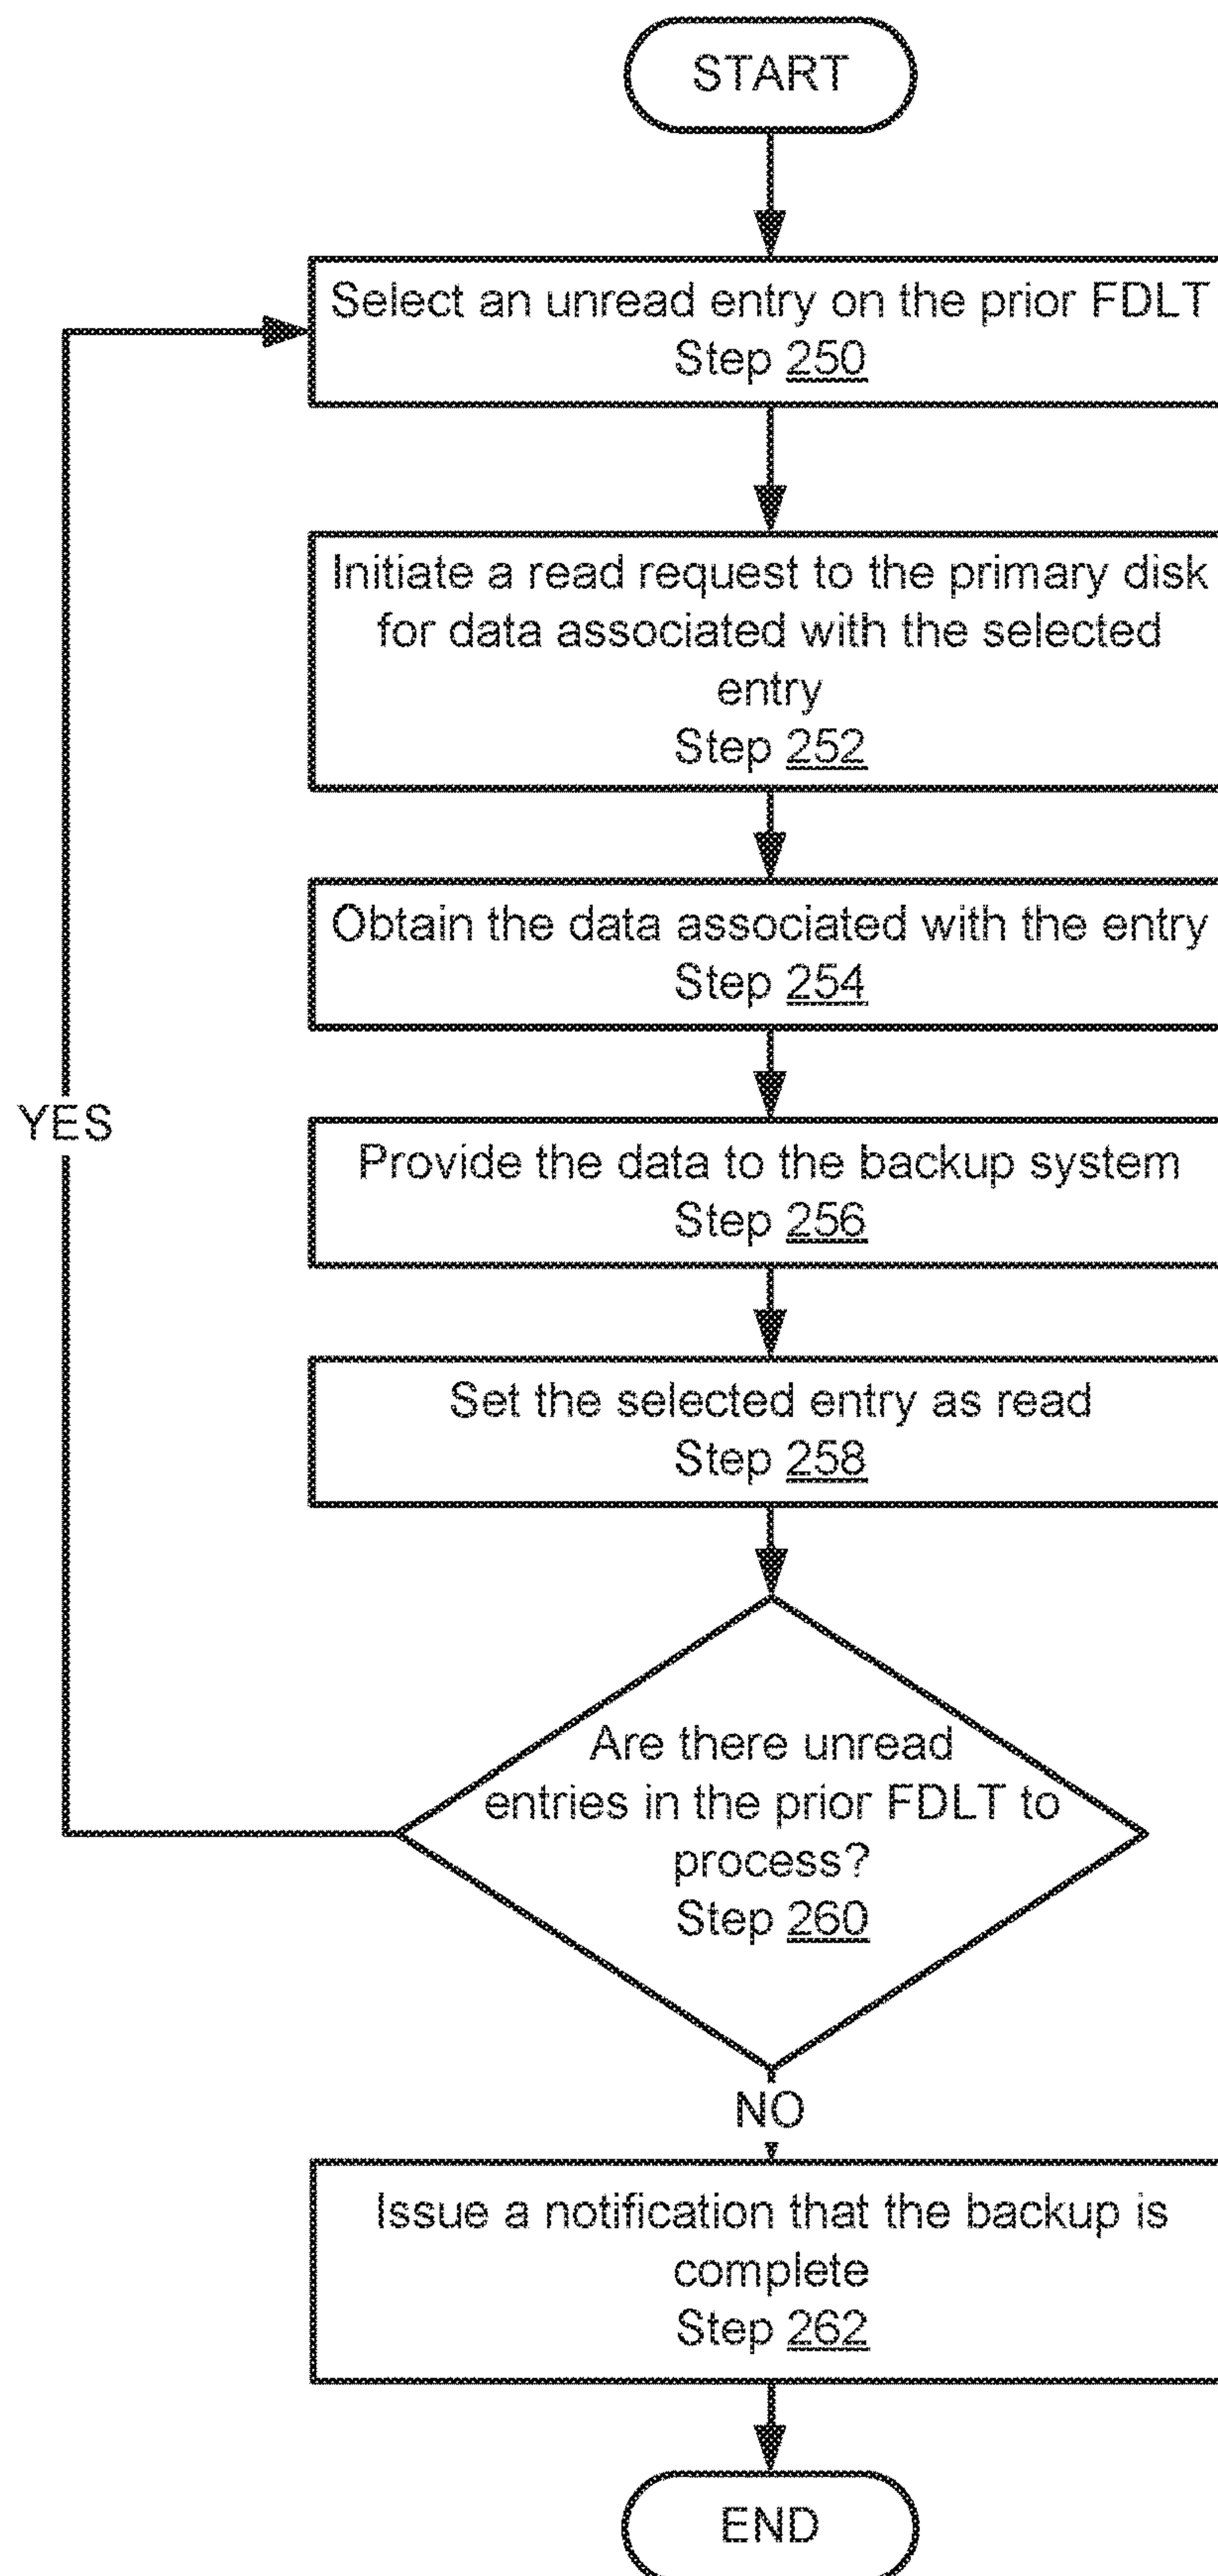 START
Select an unread entry on the prior FDLT
Step 250
Initiate a read request to the primary disk
for data associated with the selected
entry
Step 252
Obtain the data associated with the entry
Step 254
YES
Provide the data to the backup system
Step 256
Set the selected entry as read
Step 258
Are there unread
entries in the prior FDLT to
process?
Step 260
NO
Issue a notification that the backup is
complete
Step 262
END